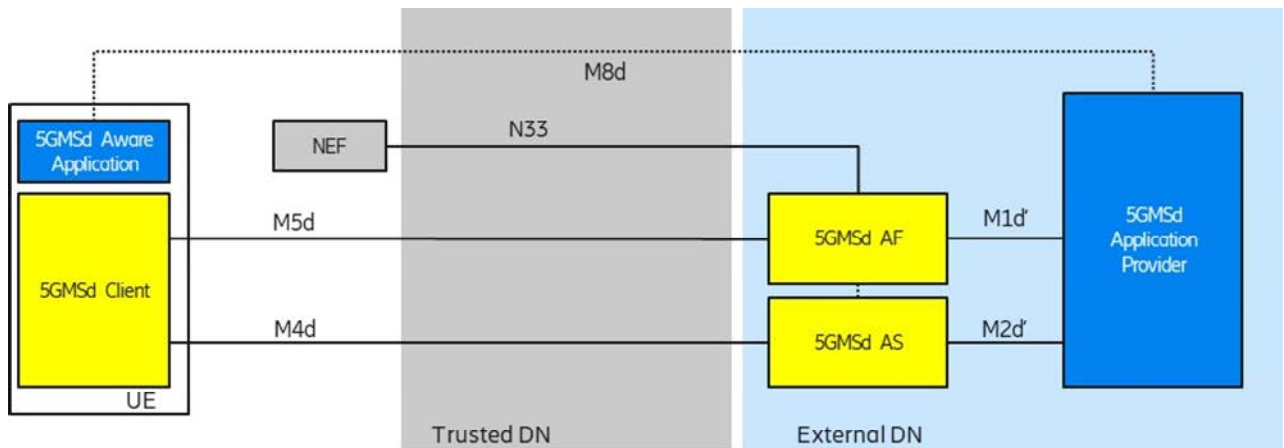 M8d
5GMSd Aware
Application
NEF
N33
M5d
5GMSd AF
M1d'
5GMSd
Application
Provider
5GMSd Client
M4d
5GMSd AS
M2d'
UE
Trusted DN
External DN